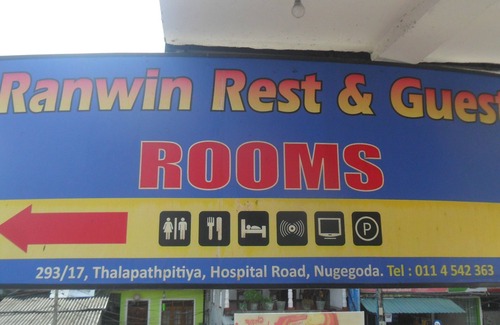 Ranwin Rest & Guest
ROOMS
P
293/17, Thalapathpitiya, Hospital Road, Nugegoda. Tel : 011 4 542 363